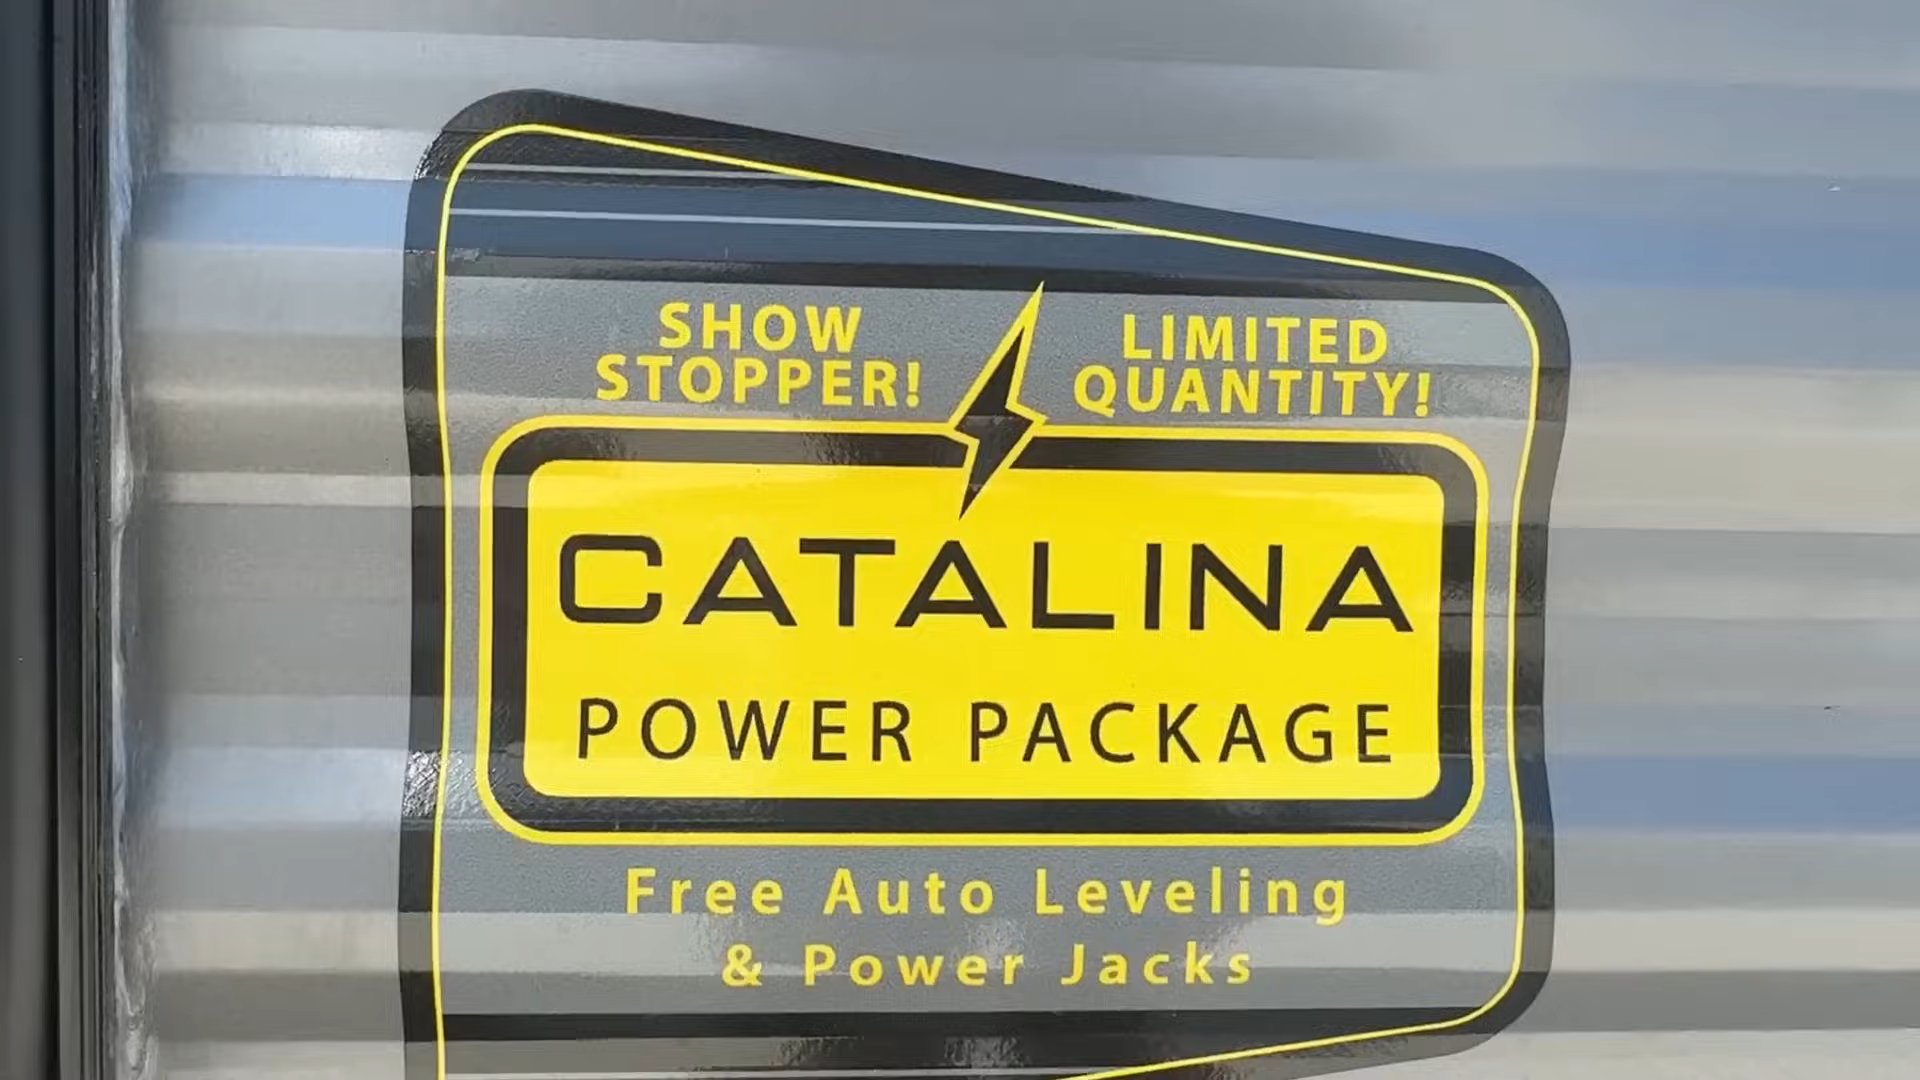 SHOW
STOPPER!
LIMITED
QUANTITY!
CATALINA
POWER PACKAGE
Free Auto Leveling
& Power Jacks